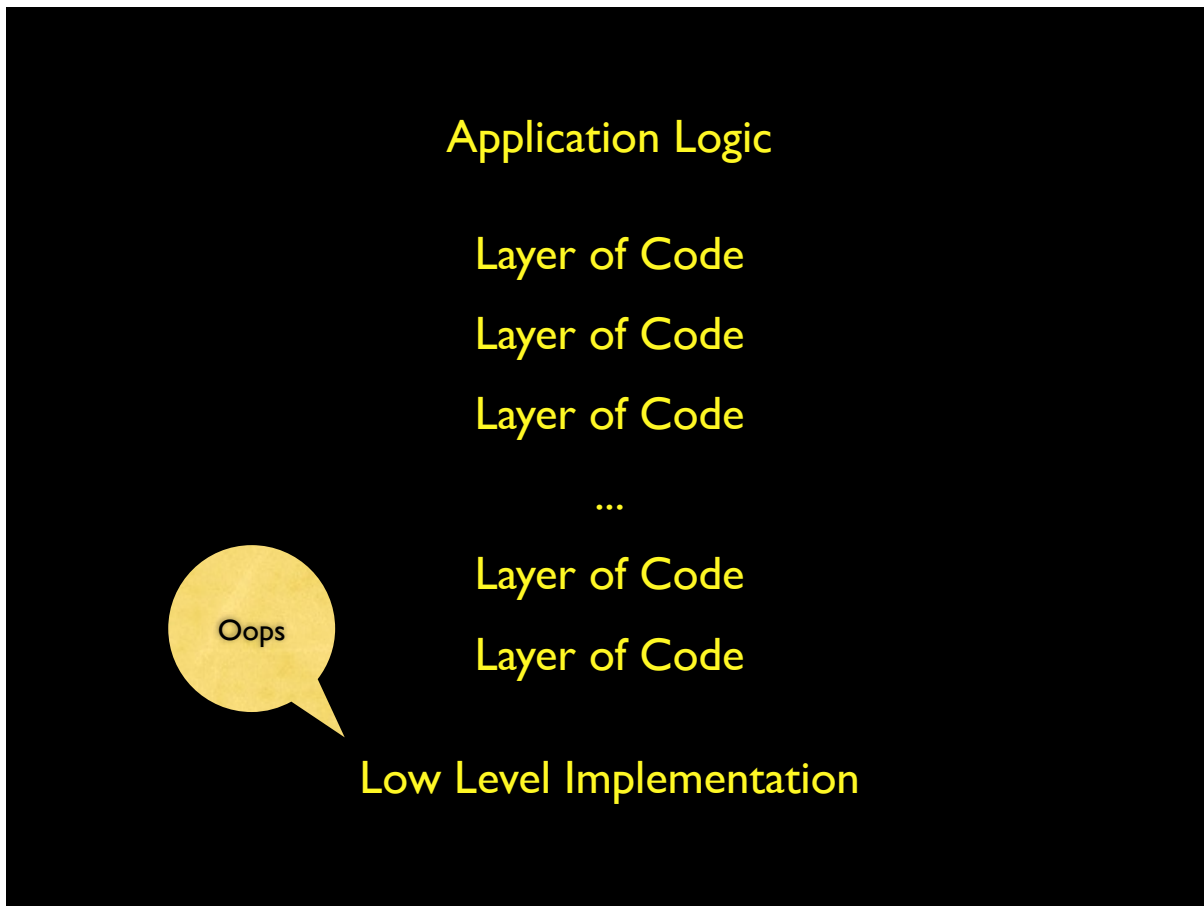 Application Logic
Layer of Code
Layer of Code
Layer of Code
...
Layer of Code
Oops
Layer of Code
Low Level Implementation